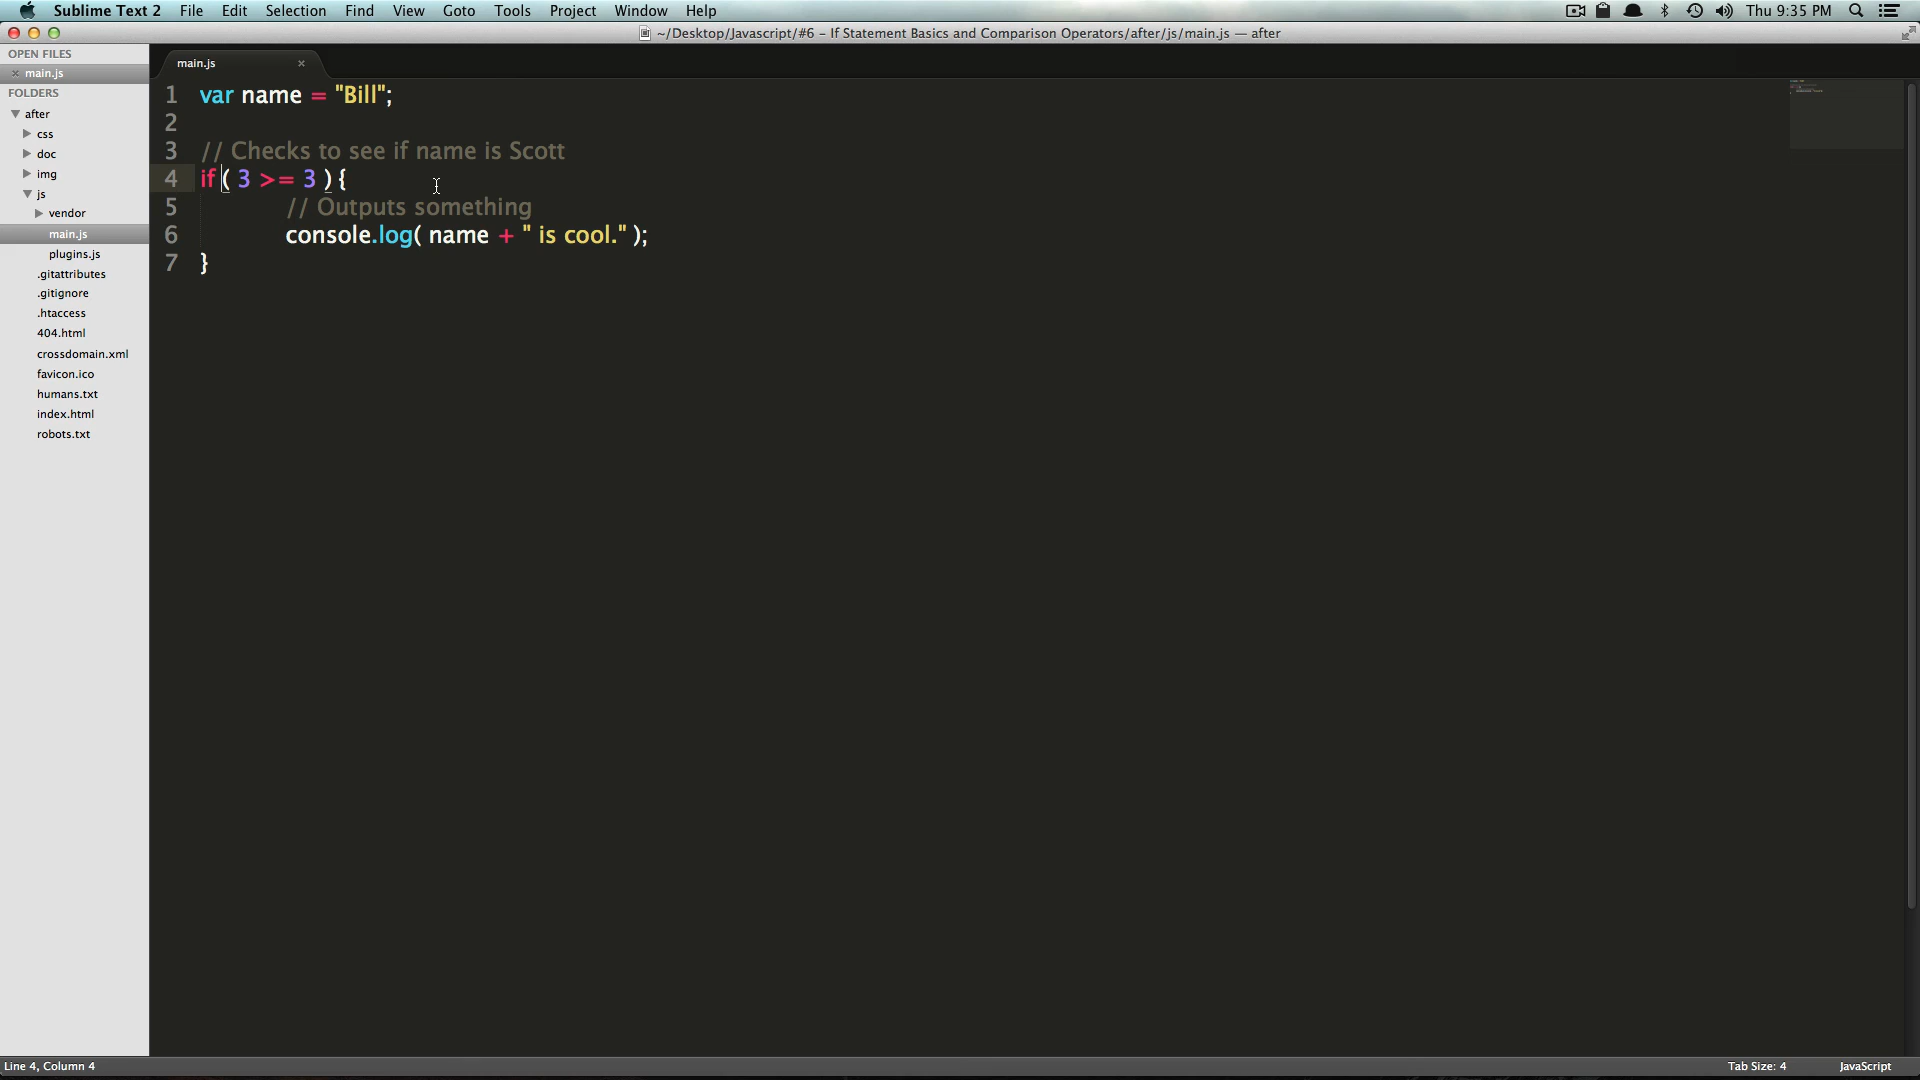 Sublime Text 2 File Edit Selection Find View Goto Tools Project Window Help Thu 9:35 PM
~/Desktop/Javascript/#6 – If Statement Basics and Comparison Operators/after/js/main.js — after
OPEN FILES
× main.js
FOLDERS
after
css
doc
img
js
vendor
main.js
plugins.js
.gitattributes
.gitignore
.htaccess
404.html
crossdomain.xml
favicon.ico
humans.txt
index.html
robots.txt
main.js ×
1 var name = "Bill";
2
3 // Checks to see if name is Scott
4 if ( 3 >= 3 ) {
5 // Outputs something
6 console.log( name + " is cool." );
7 }
Line 4, Column 4 Tab Size: 4 JavaScript